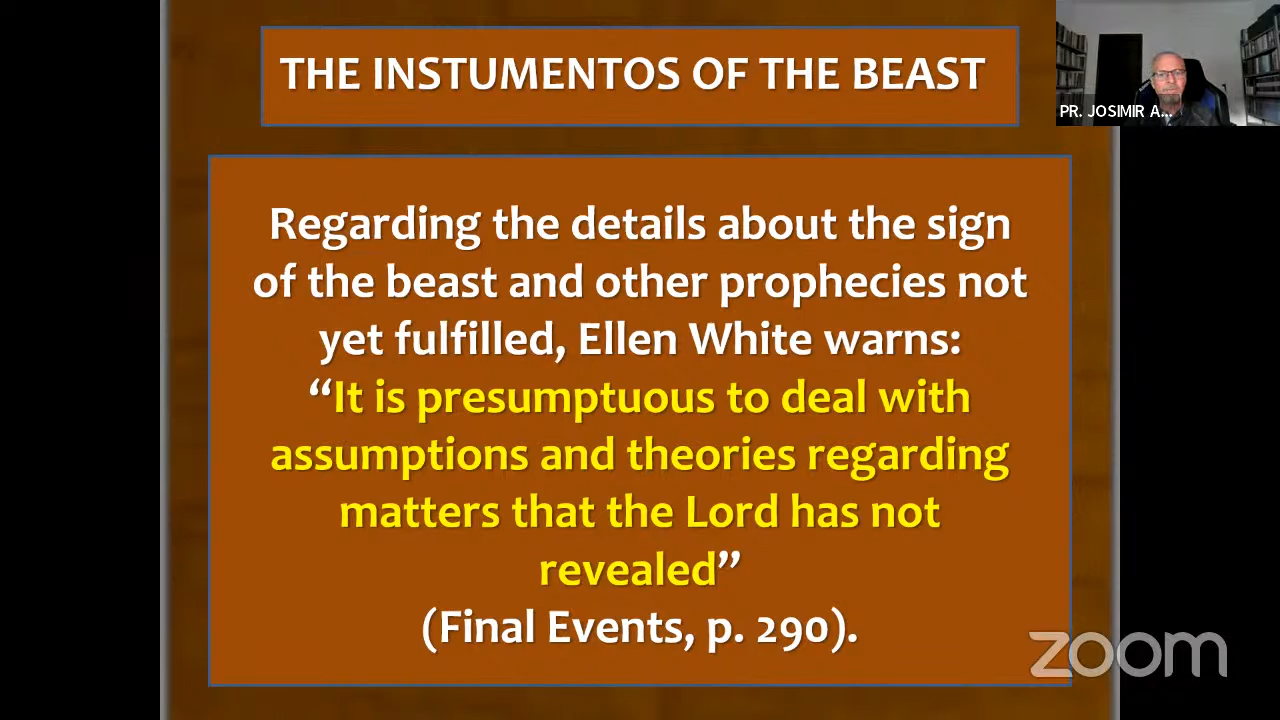 THE INSTUMENTOS OF THE BEAST
PR. JOSIMIR A...
Regarding the details about the sign
of the beast and other prophecies not
yet fulfilled, Ellen White warns:
“It is presumptuous to deal with
assumptions and theories regarding
matters that the Lord has not
revealed”
(Final Events, p. 290).
zoom